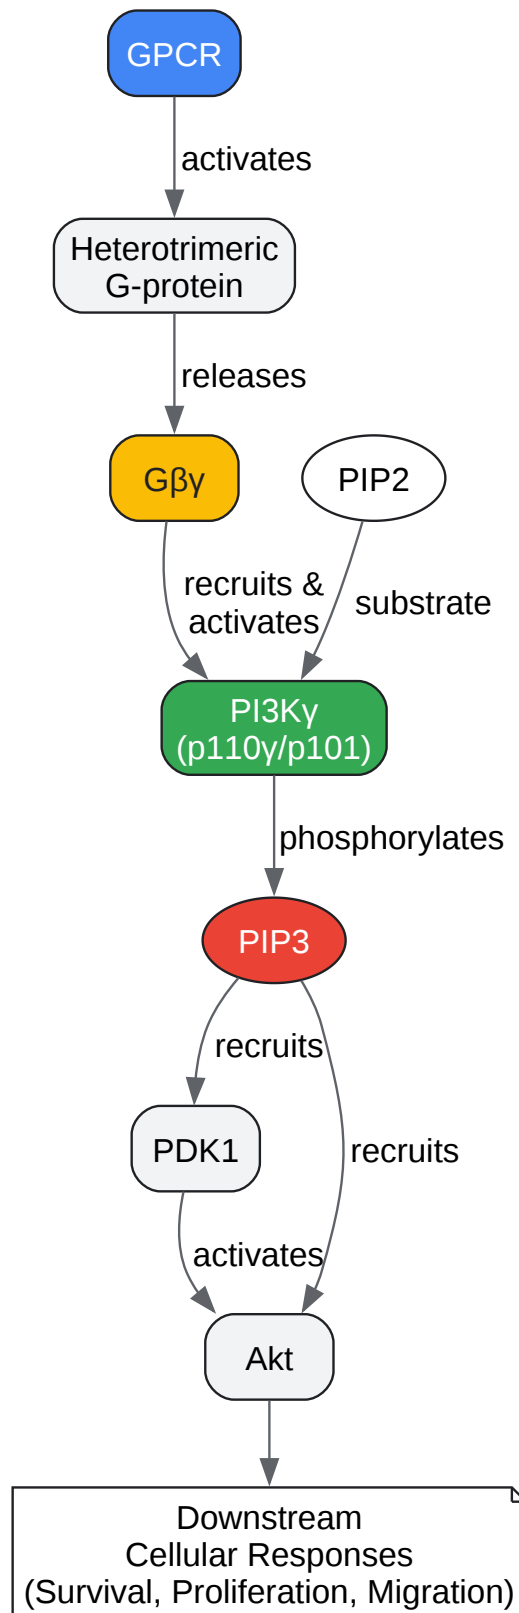 GPCR
activates
Heterotrimeric
G-protein
releases
Gβγ
PIP2
recruits &
activates
substrate
PI3Kγ
(p110γ/p101)
phosphorylates
PIP3
recruits
PDK1
recruits
activates
Akt
Downstream
Cellular Responses
(Survival, Proliferation, Migration)